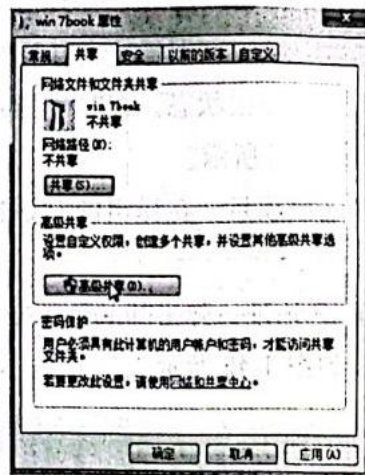 win 7book 属性
常规 共享 安全 以前的版本 自定义
网络文件和文件夹共享
win 7book
不共享
网络路径(N):
不共享
共享(S)...
高级共享
设置自定义权限，创建多个共享，并设置其他高级共享选
项。
高级共享(D)...
密码保护
用户必须具有此计算机的用户帐户和密码，才能访问共享
文件夹。
若要更改此设置，请使用网络和共享中心。
确定 取消 应用(A)